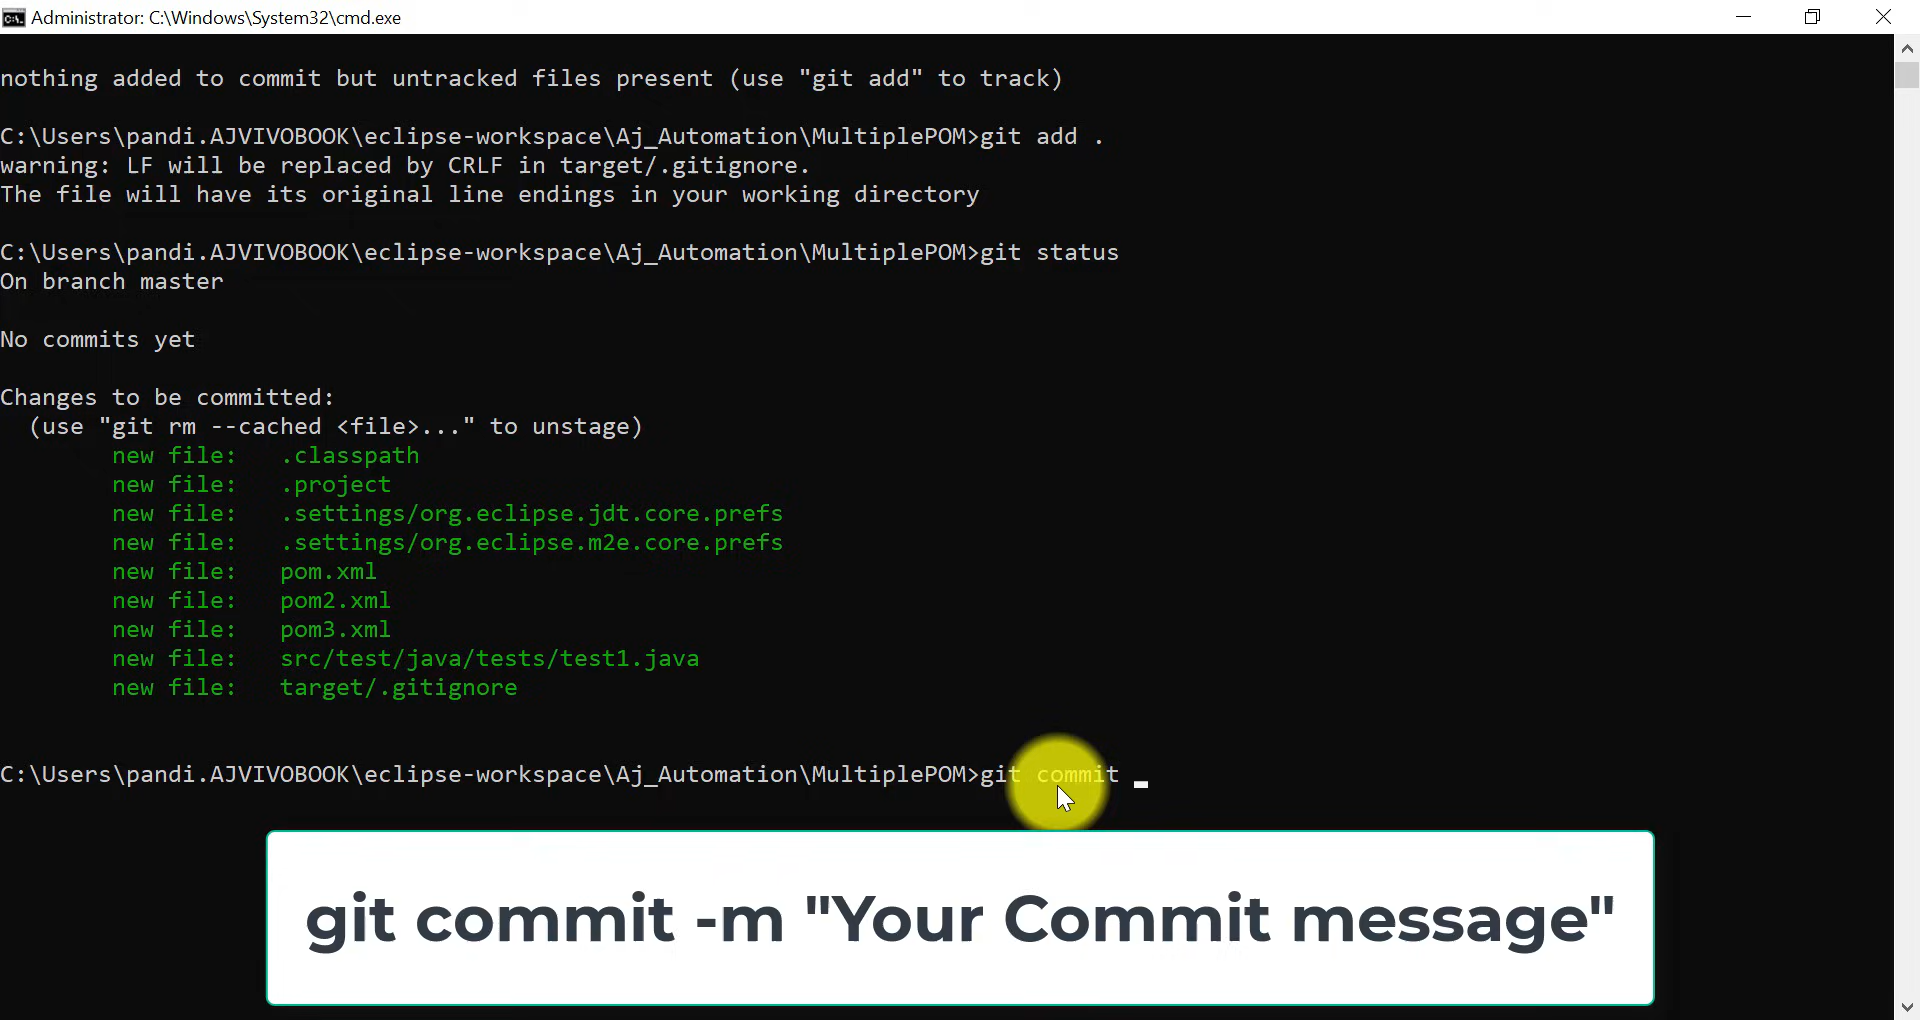 Administrator: C:\Windows\System32\cmd.exe
nothing added to commit but untracked files present (use "git add" to track)
C:\Users\pandi.AJVIVOBOOK\eclipse-workspace\Aj_Automation\MultiplePOM>git add .
warning: LF will be replaced by CRLF in target/.gitignore.
The file will have its original line endings in your working directory
C:\Users\pandi.AJVIVOBOOK\eclipse-workspace\Aj_Automation\MultiplePOM>git status
On branch master
No commits yet
Changes to be committed:
  (use "git rm --cached <file>..." to unstage)
        new file:   .classpath
        new file:   .project
        new file:   .settings/org.eclipse.jdt.core.prefs
        new file:   .settings/org.eclipse.m2e.core.prefs
        new file:   pom.xml
        new file:   pom2.xml
        new file:   pom3.xml
        new file:   src/test/java/tests/test1.java
        new file:   target/.gitignore
C:\Users\pandi.AJVIVOBOOK\eclipse-workspace\Aj_Automation\MultiplePOM>git commit
git commit -m "Your Commit message"